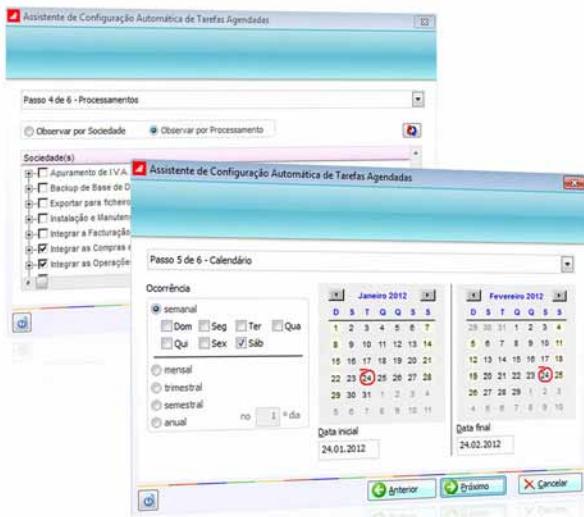 Assistente de Configuração Automática de Tarefas Agendadas
Passo 4 de 6 - Processamentos
Observar por Sociedade Observar por Processamento
Sociedade(s)
Apuramento de I.V.A.
Backup de Base de D
Exportar para ficheiro
Instalação e Manuten
Integrar a Facturação
Integrar as Compras e
Integrar as Operaçõe
Assistente de Configuração Automática de Tarefas Agendadas
Passo 5 de 6 - Calendário
Ocorrência
semanal
Dom Seg Ter Qua
Qui Sex Sáb
mensal
trimestral
semestral
anual
no 1 º dia
Janeiro 2012
D S T Q Q S S
1 2 3 4 5 6 7
8 9 10 11 12 13 14
15 16 17 18 19 20 21
22 23 24 25 26 27 28
29 30 31 1 2 3 4
5 6 7 8 9 10 11
Data inicial
24.01.2012
Fevereiro 2012
D S T Q Q S S
29 30 31 1 2 3 4
5 6 7 8 9 10 11
12 13 14 15 16 17 18
19 20 21 22 23 24 25
26 27 28 29 1 2 3
4 5 6 7 8 9 10
Data final
24.02.2012
Anterior Próximo Cancelar